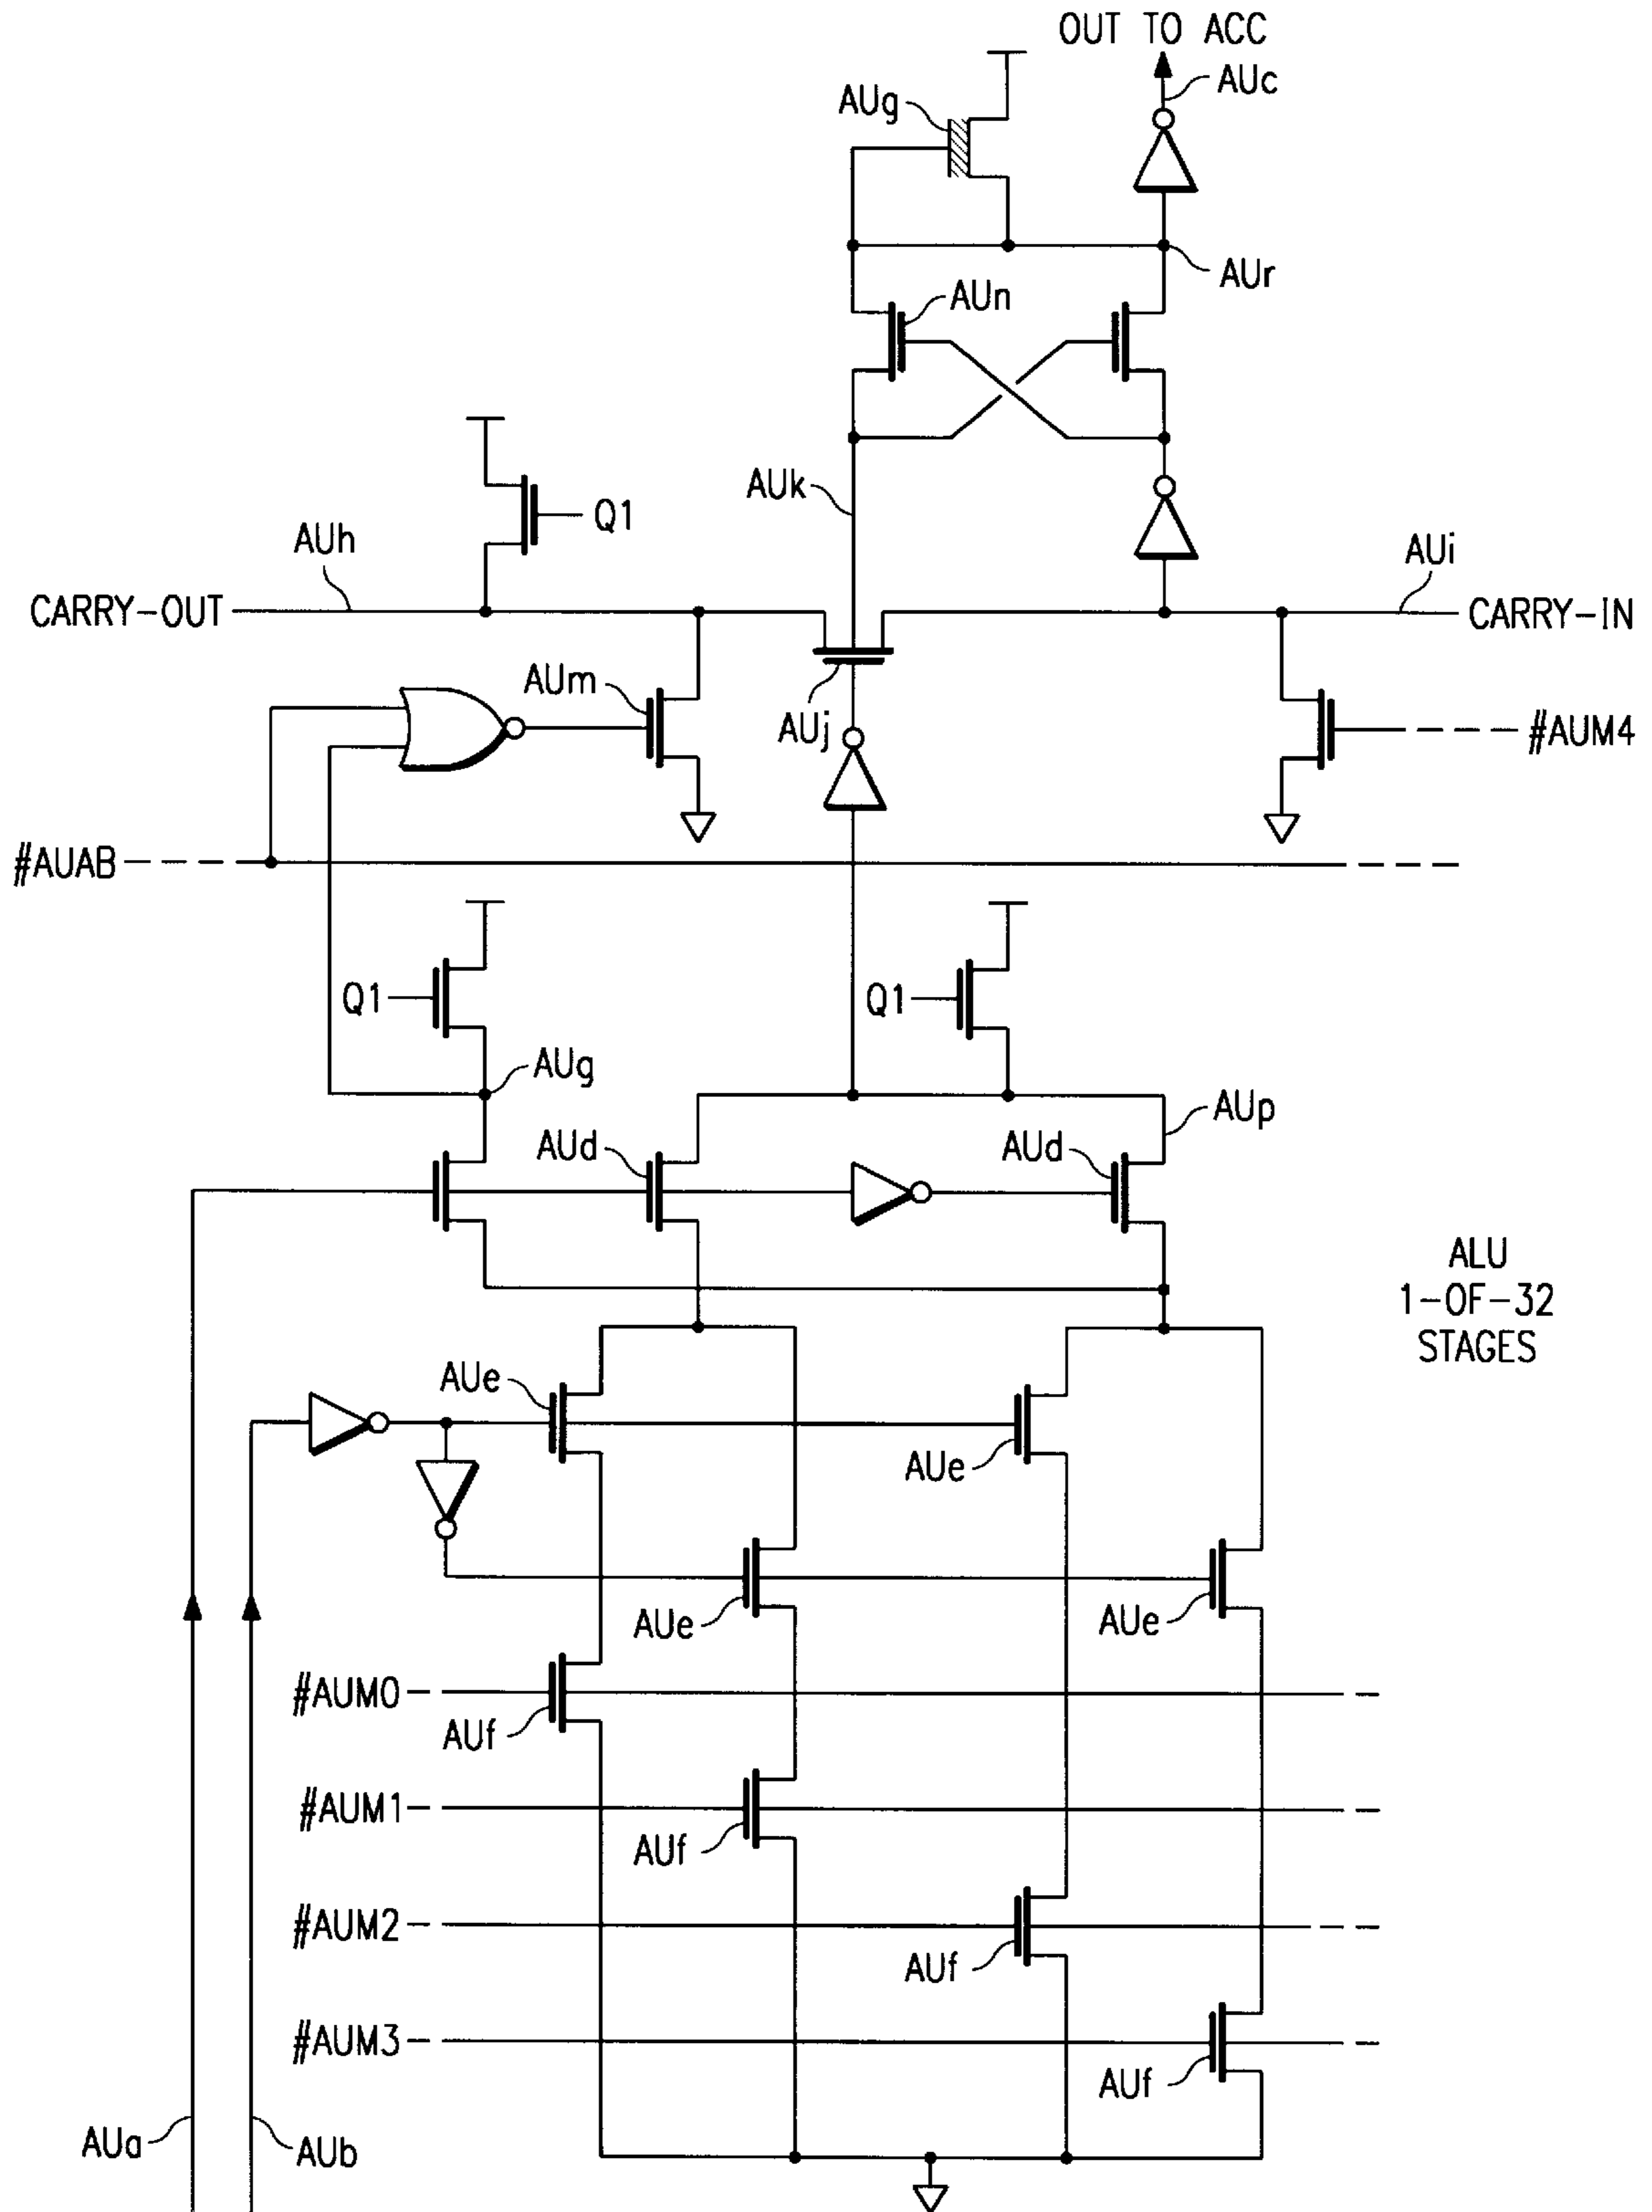 OUT TO ACC
AUc
AUg
AUr
AUn
AUk
Q1
AUh
AUi
CARRY-OUT
CARRY-IN
AUm
AUj
#AUM4
#AUAB
Q1
Q1
AUg
AUp
AUd
AUd
ALU
1-OF-32
STAGES
AUe
AUe
AUe
AUe
#AUM0
AUf
#AUM1
AUf
#AUM2
AUf
#AUM3
AUf
AUa
AUb